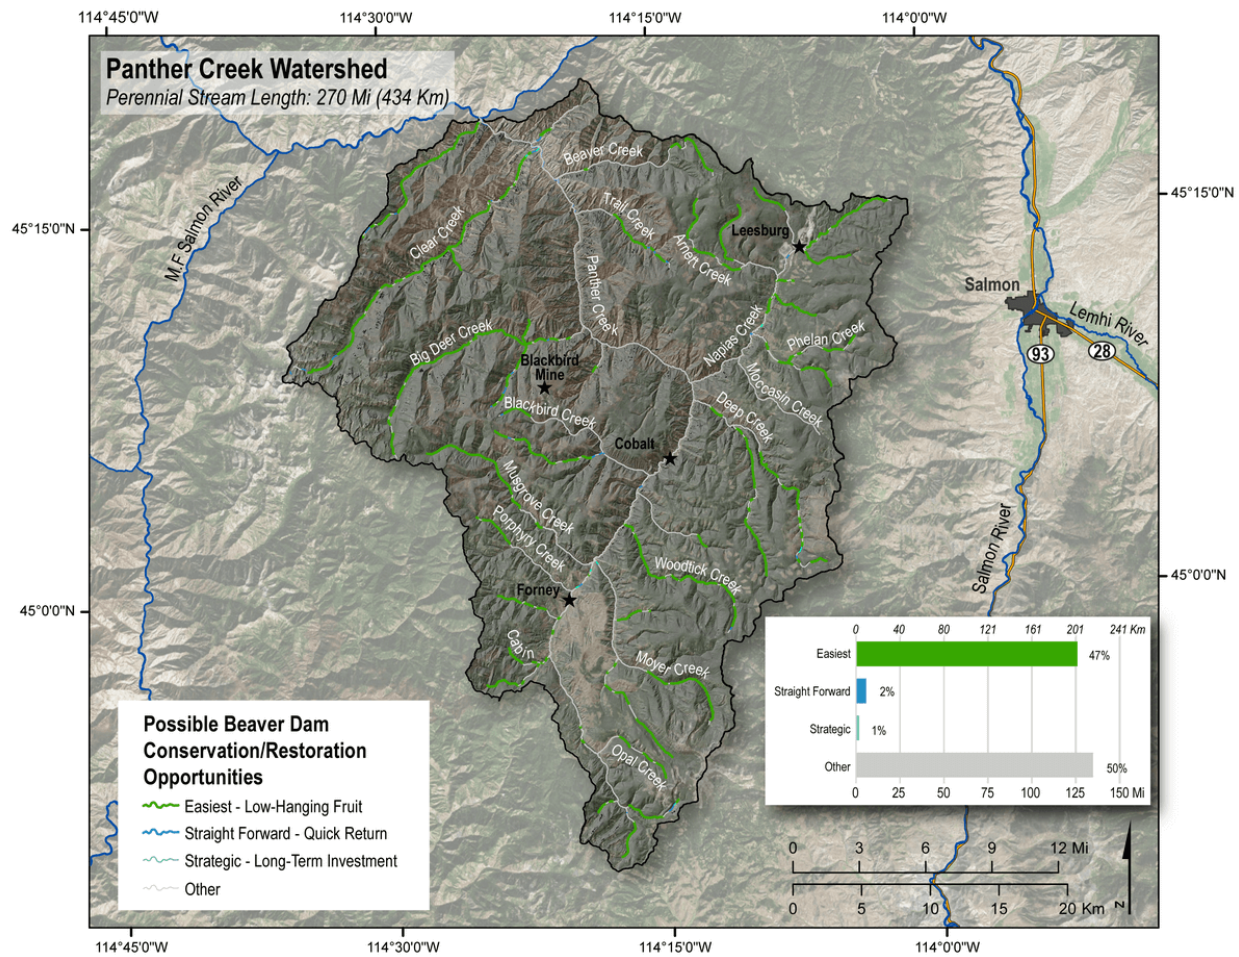 114°45'0"W 114°30'0"W 114°15'0"W 114°0'0"W
Panther Creek Watershed
Perennial Stream Length: 270 Mi (434 Km)
45°15'0"N
45°15'0"N
M.F Salmon River
Beaver Creek
Trail Creek
Clear Creek
Leesburg
Arnett Creek
Panther Creek
Salmon
Lemhi River
93
28
Napias Creek
Phelan Creek
Big Deer Creek
Blackbird
Mine
Moccasin Creek
Blackbird Creek
Deep Creek
Cobalt
Musgrove Creek
Porphyry Creek
Woodtick Creek
Salmon River
45°0'0"N
45°0'0"N
Forney
Cabin
Moyer Creek
Opal Creek
0 40 80 121 161 201 241 Km
Easiest 47%
Straight Forward 2%
Strategic 1%
Other 50%
0 25 50 75 100 125 150 Mi
Possible Beaver Dam
Conservation/Restoration
Opportunities
Easiest - Low-Hanging Fruit
Straight Forward - Quick Return
Strategic - Long-Term Investment
Other
0 3 6 9 12 Mi
0 5 10 15 20 Km
N
114°45'0"W 114°30'0"W 114°15'0"W 114°0'0"W